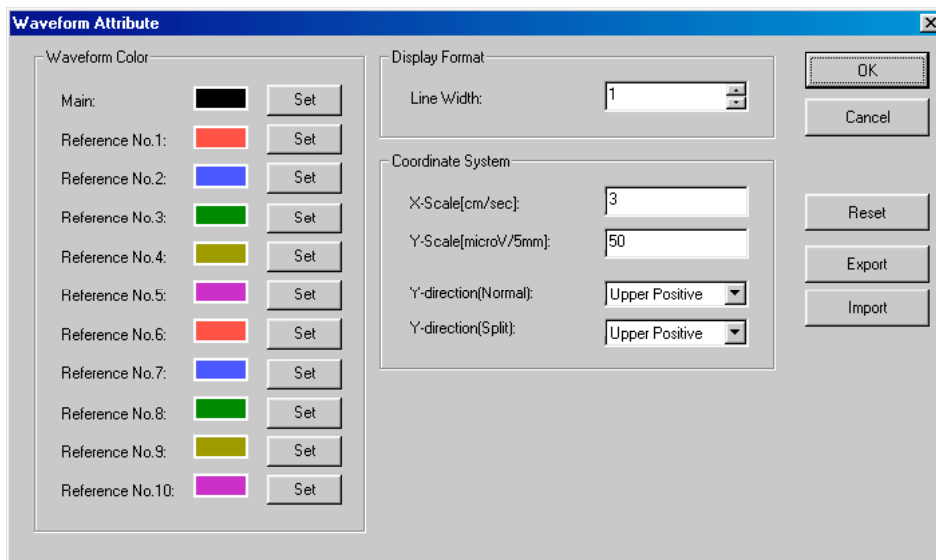 Waveform Attribute
Waveform Color
Main:
Set
Reference No.1:
Set
Reference No.2:
Set
Reference No.3:
Set
Reference No.4:
Set
Reference No.5:
Set
Reference No.6:
Set
Reference No.7:
Set
Reference No.8:
Set
Reference No.9:
Set
Reference No.10:
Set
Display Format
Line Width:
1
Coordinate System
X-Scale[cm/sec]:
3
Y-Scale[microV/5mm]:
50
Y-direction(Normal):
Upper Positive
Y-direction(Split):
Upper Positive
OK
Cancel
Reset
Export
Import